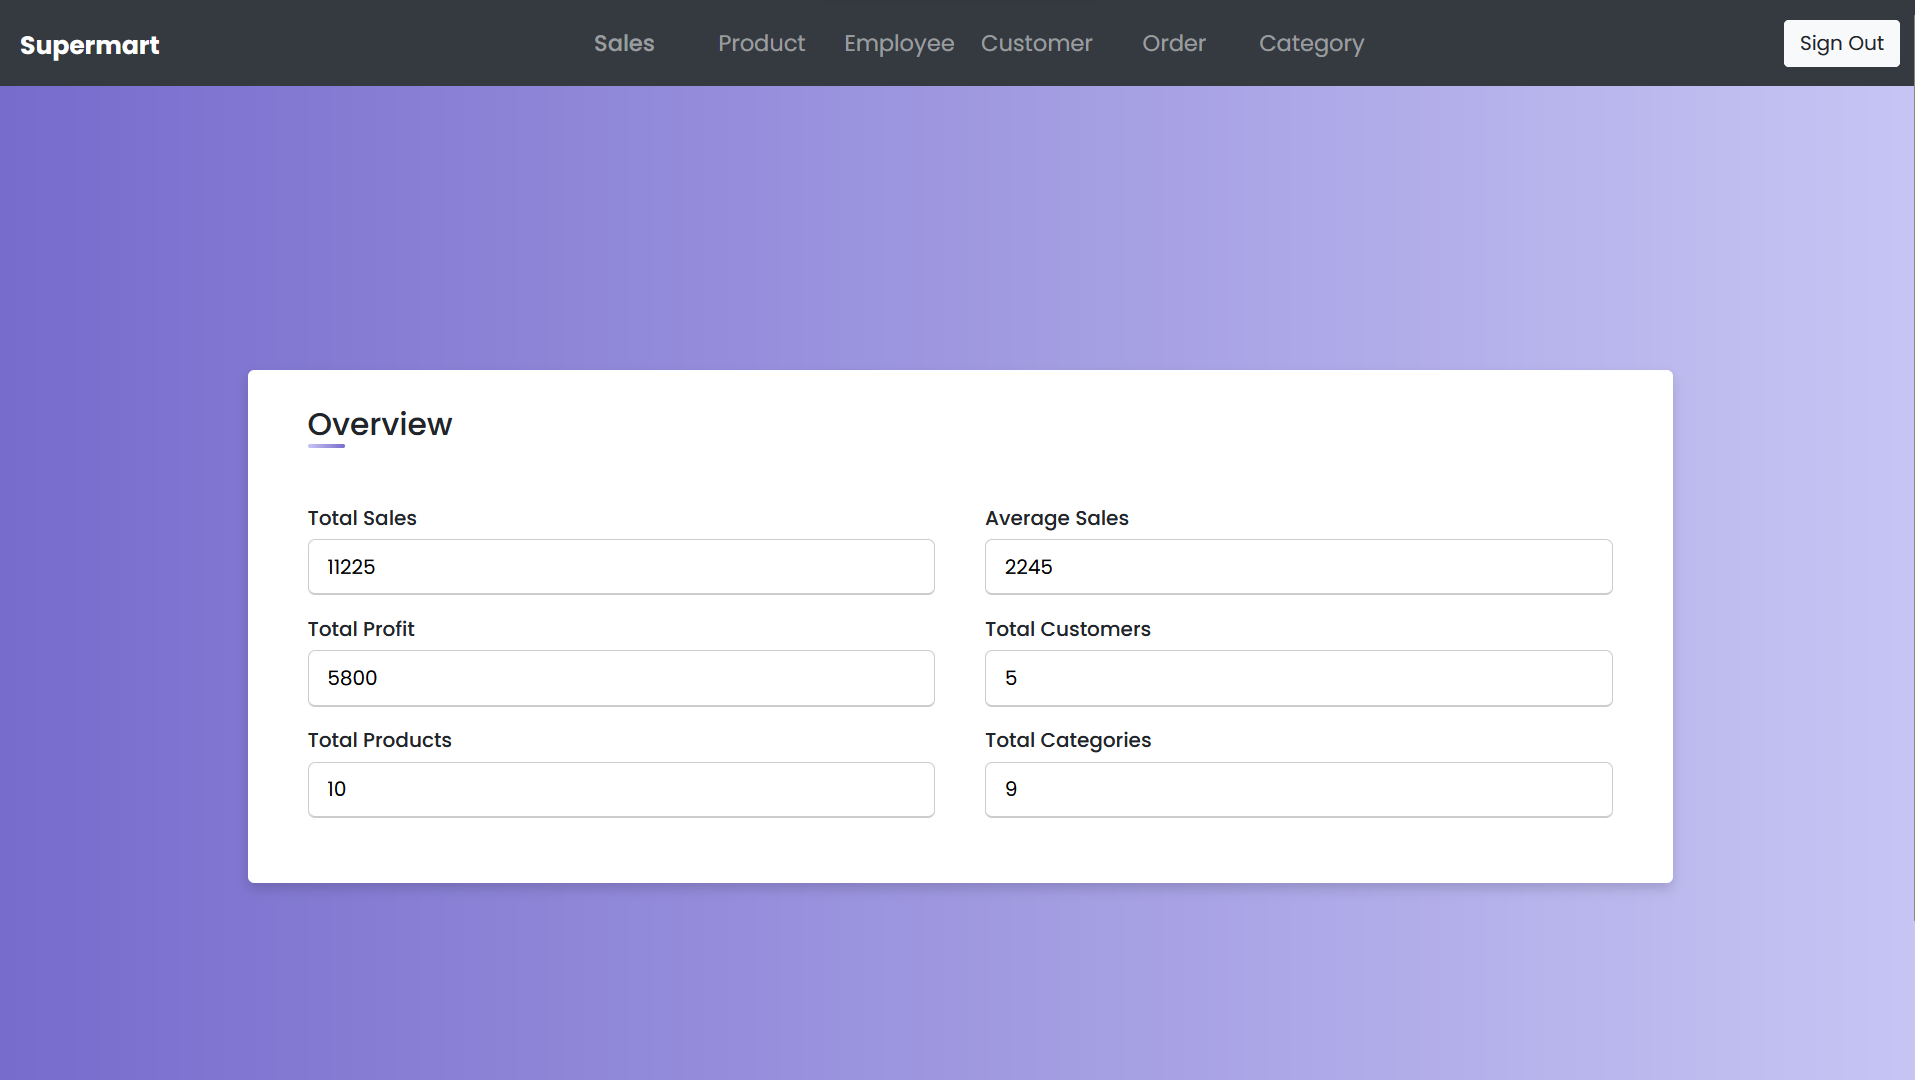 Supermart
Sales Product Employee Customer Order Category
Sign Out
Overview
Total Sales
11225
Average Sales
2245
Total Profit
5800
Total Customers
5
Total Products
10
Total Categories
9